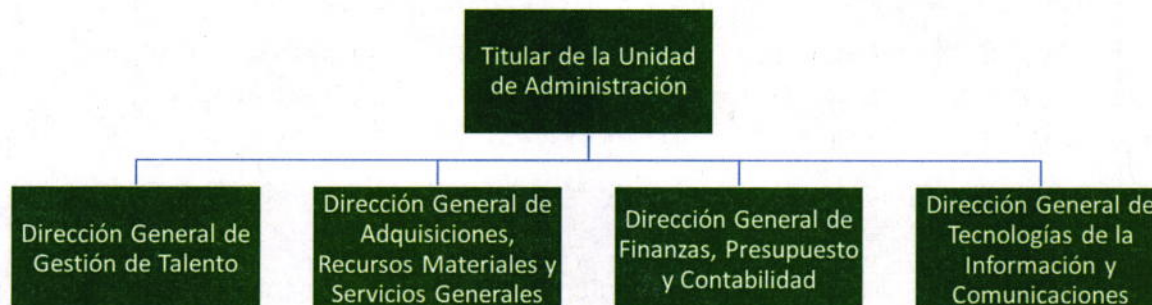 Titular de la Unidad
de Administración
Dirección General de
Gestión de Talento
Dirección General de
Adquisiciones,
Recursos Materiales y
Servicios Generales
Dirección General de
Finanzas, Presupuesto
y Contabilidad
Dirección General de
Tecnologías de la
Información y
Comunicaciones